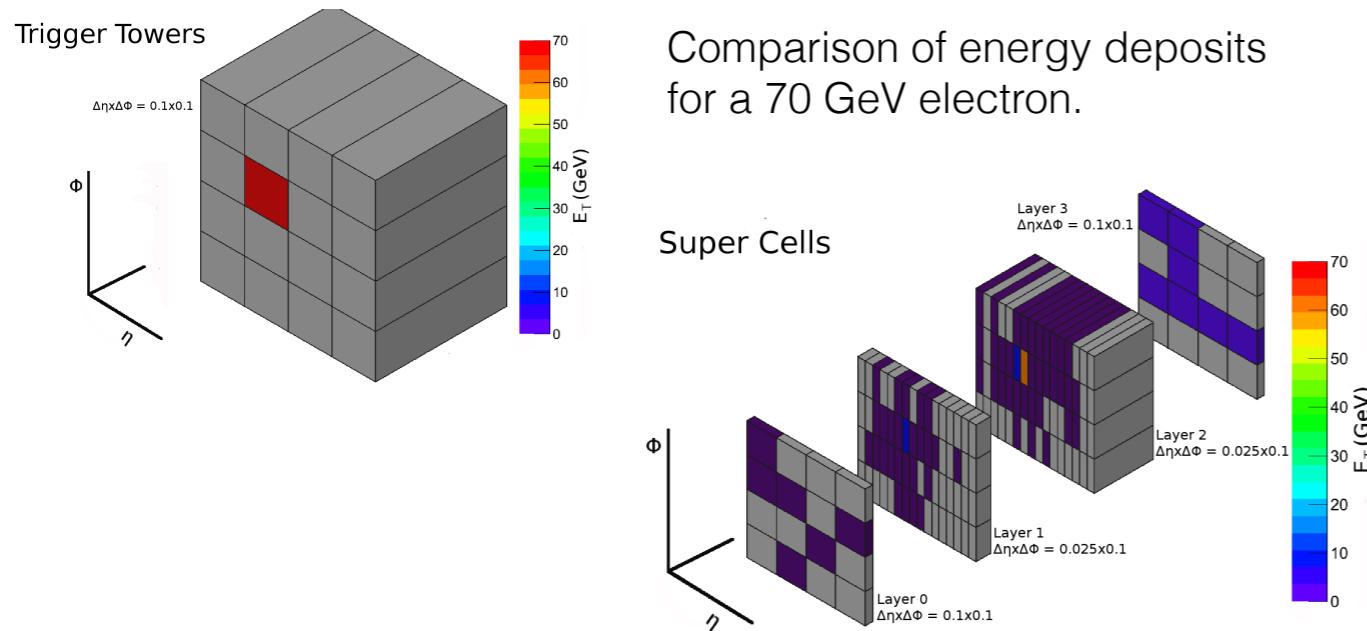 Trigger Towers
ΔηxΔΦ = 0.1x0.1
Φ
η
70
60
50
40
30
20
10
0
E_T (GeV)
Comparison of energy deposits
for a 70 GeV electron.
Super Cells
Layer 3
ΔηxΔΦ = 0.1x0.1
Layer 2
ΔηxΔΦ = 0.025x0.1
Layer 1
ΔηxΔΦ = 0.025x0.1
Layer 0
ΔηxΔΦ = 0.1x0.1
Φ
η
70
60
50
40
30
20
10
0
E_T (GeV)